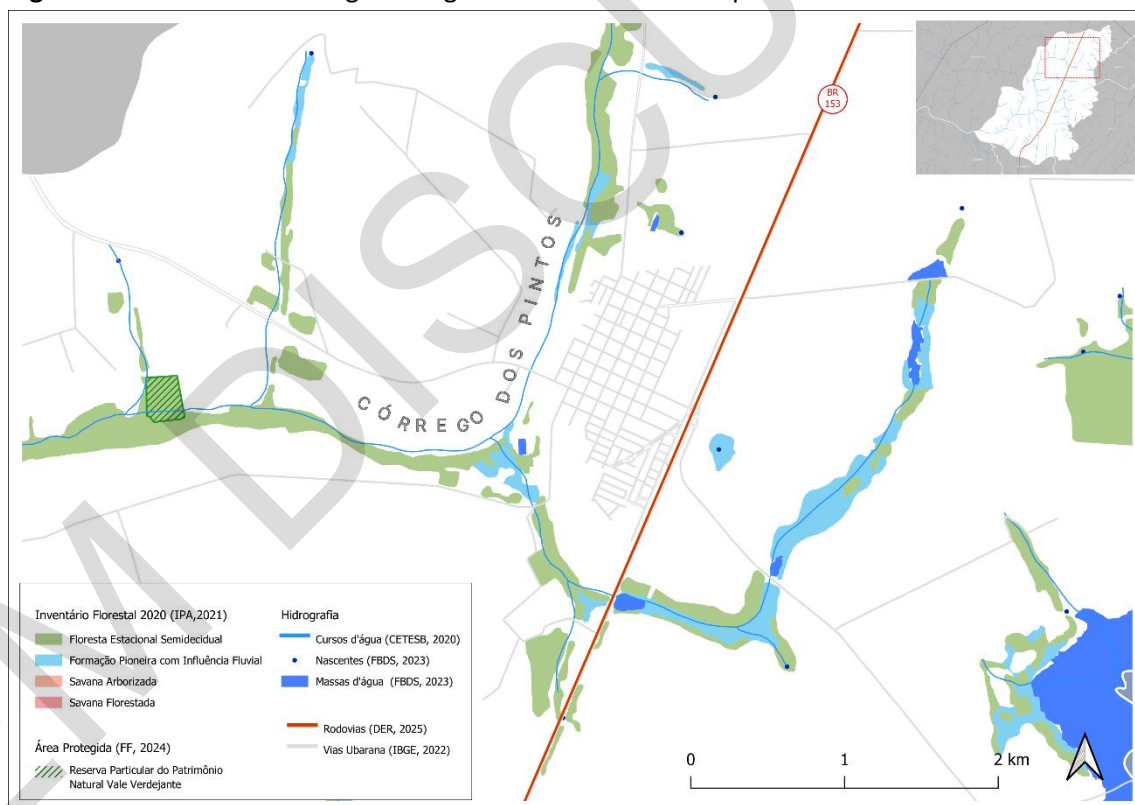 BR
153
CÓRREGO DOS PINTOS
Inventário Florestal 2020 (IPA,2021)
Floresta Estacional Semidecidual
Formação Pioneira com Influência Fluvial
Savana Arborizada
Savana Florestada
Área Protegida (FF, 2024)
Reserva Particular do Patrimônio
Natural Vale Verdejante
Hidrografia
Cursos d'água (CETESB, 2020)
Nascentes (FBDS, 2023)
Massas d'água (FBDS, 2023)
Rodovias (DER, 2025)
Vias Ubarana (IBGE, 2022)
0 1 2 km